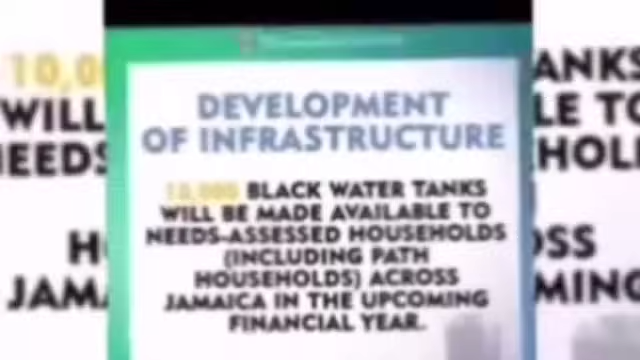 DEVELOPMENT
OF INFRASTRUCTURE
10,000 BLACK WATER TANKS
WILL BE MADE AVAILABLE TO
NEEDS-ASSESSED HOUSEHOLDS
(INCLUDING PATH
HOUSEHOLDS) ACROSS
JAMAICA IN THE UPCOMING
FINANCIAL YEAR.